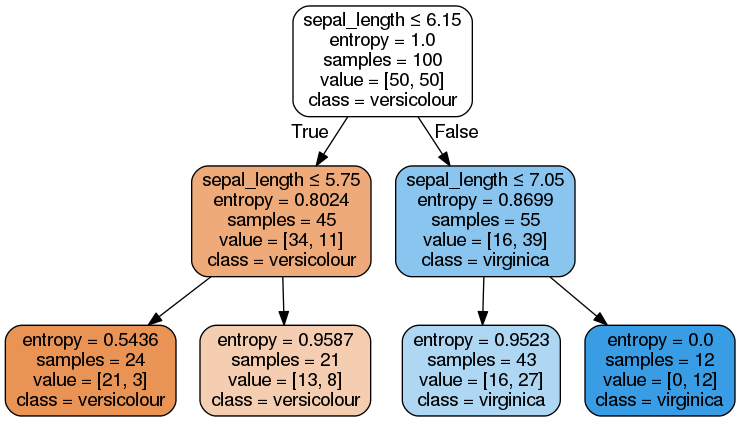 sepal_length ≤ 6.15
entropy = 1.0
samples = 100
value = [50, 50]
class = versicolour
True
False
sepal_length ≤ 5.75
entropy = 0.8024
samples = 45
value = [34, 11]
class = versicolour
sepal_length ≤ 7.05
entropy = 0.8699
samples = 55
value = [16, 39]
class = virginica
entropy = 0.5436
samples = 24
value = [21, 3]
class = versicolour
entropy = 0.9587
samples = 21
value = [13, 8]
class = versicolour
entropy = 0.9523
samples = 43
value = [16, 27]
class = virginica
entropy = 0.0
samples = 12
value = [0, 12]
class = virginica